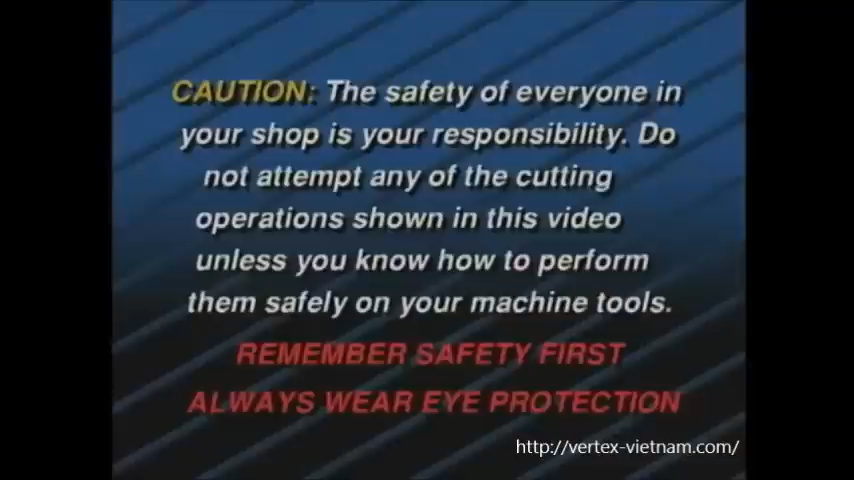 CAUTION: The safety of everyone in
your shop is your responsibility. Do
not attempt any of the cutting
operations shown in this video
unless you know how to perform
them safely on your machine tools.
REMEMBER SAFETY FIRST
ALWAYS WEAR EYE PROTECTION
http://vertex-vietnam.com/